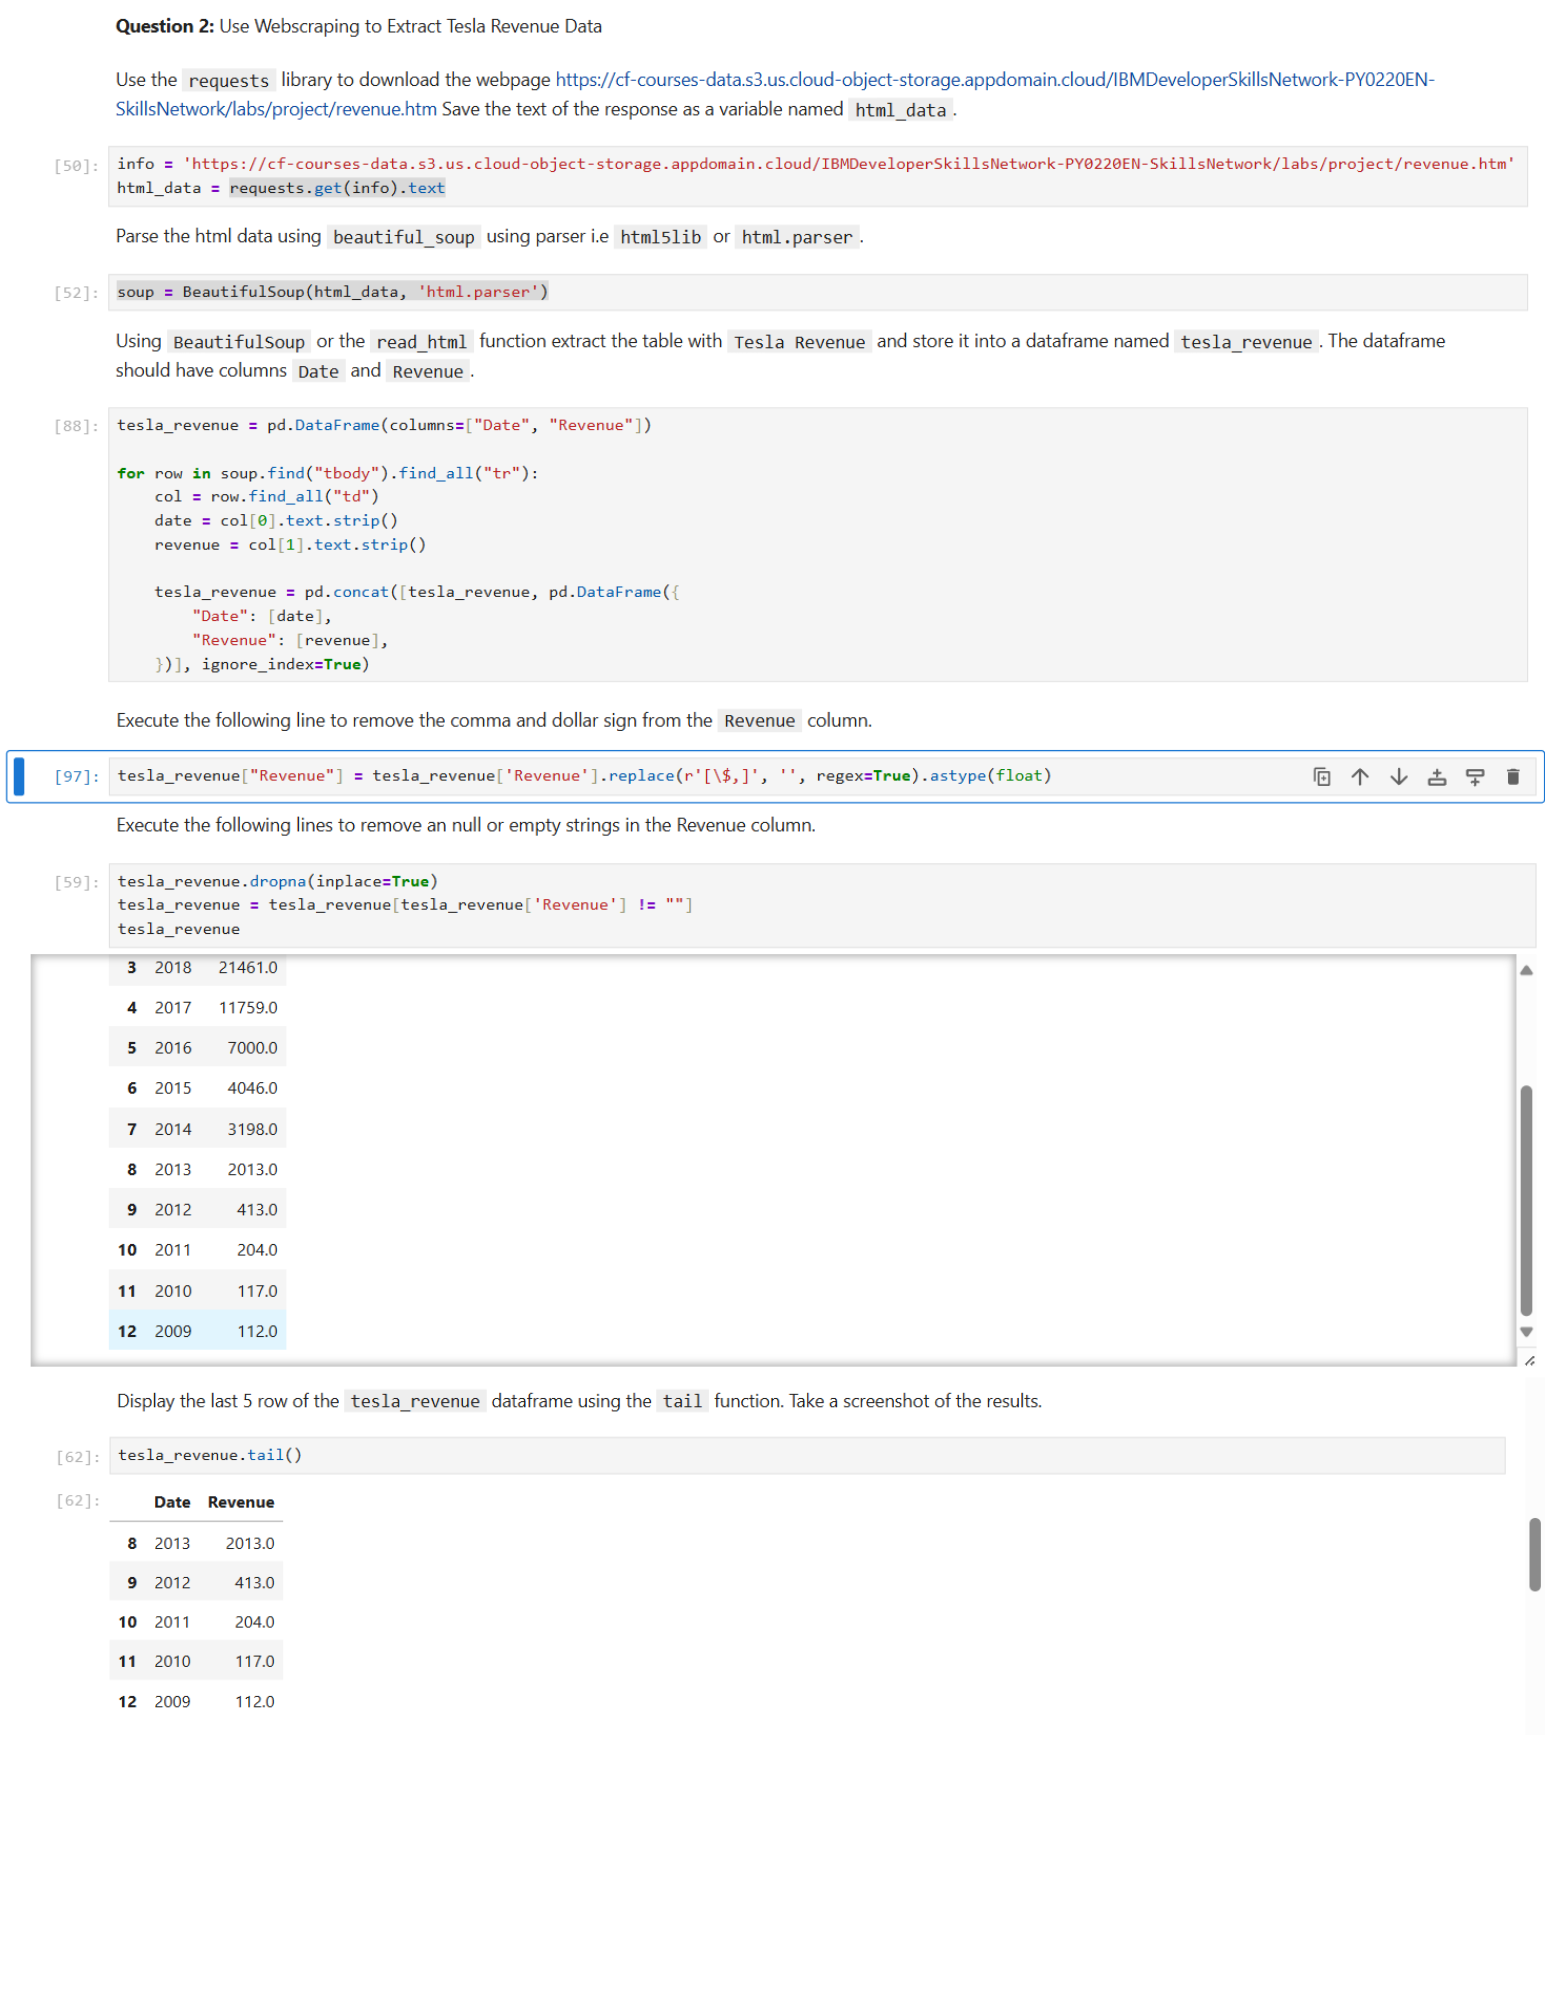 Question 2: Use Webscraping to Extract Tesla Revenue Data
Use the requests library to download the webpage https://cf-courses-data.s3.us.cloud-object-storage.appdomain.cloud/IBMDeveloperSkillsNetwork-PY0220EN-
SkillsNetwork/labs/project/revenue.htm Save the text of the response as a variable named html_data .
[50]: info = 'https://cf-courses-data.s3.us.cloud-object-storage.appdomain.cloud/IBMDeveloperSkillsNetwork-PY0220EN-SkillsNetwork/labs/project/revenue.htm'
html_data = requests.get(info).text
Parse the html data using beautiful_soup using parser i.e html5lib or html.parser .
[52]: soup = BeautifulSoup(html_data, 'html.parser')
Using BeautifulSoup or the read_html function extract the table with Tesla Revenue and store it into a dataframe named tesla_revenue . The dataframe
should have columns Date and Revenue .
[88]: tesla_revenue = pd.DataFrame(columns=["Date", "Revenue"])
for row in soup.find("tbody").find_all("tr"):
    col = row.find_all("td")
    date = col[0].text.strip()
    revenue = col[1].text.strip()
    tesla_revenue = pd.concat([tesla_revenue, pd.DataFrame({
        "Date": [date],
        "Revenue": [revenue],
    })], ignore_index=True)
Execute the following line to remove the comma and dollar sign from the Revenue column.
[97]: tesla_revenue["Revenue"] = tesla_revenue['Revenue'].replace(r'[\$,]', '', regex=True).astype(float)
Execute the following lines to remove an null or empty strings in the Revenue column.
[59]: tesla_revenue.dropna(inplace=True)
tesla_revenue = tesla_revenue[tesla_revenue['Revenue'] != ""]
tesla_revenue
3 2018 21461.0
4 2017 11759.0
5 2016 7000.0
6 2015 4046.0
7 2014 3198.0
8 2013 2013.0
9 2012 413.0
10 2011 204.0
11 2010 117.0
12 2009 112.0
Display the last 5 row of the tesla_revenue dataframe using the tail function. Take a screenshot of the results.
[62]: tesla_revenue.tail()
[62]: Date Revenue
8 2013 2013.0
9 2012 413.0
10 2011 204.0
11 2010 117.0
12 2009 112.0